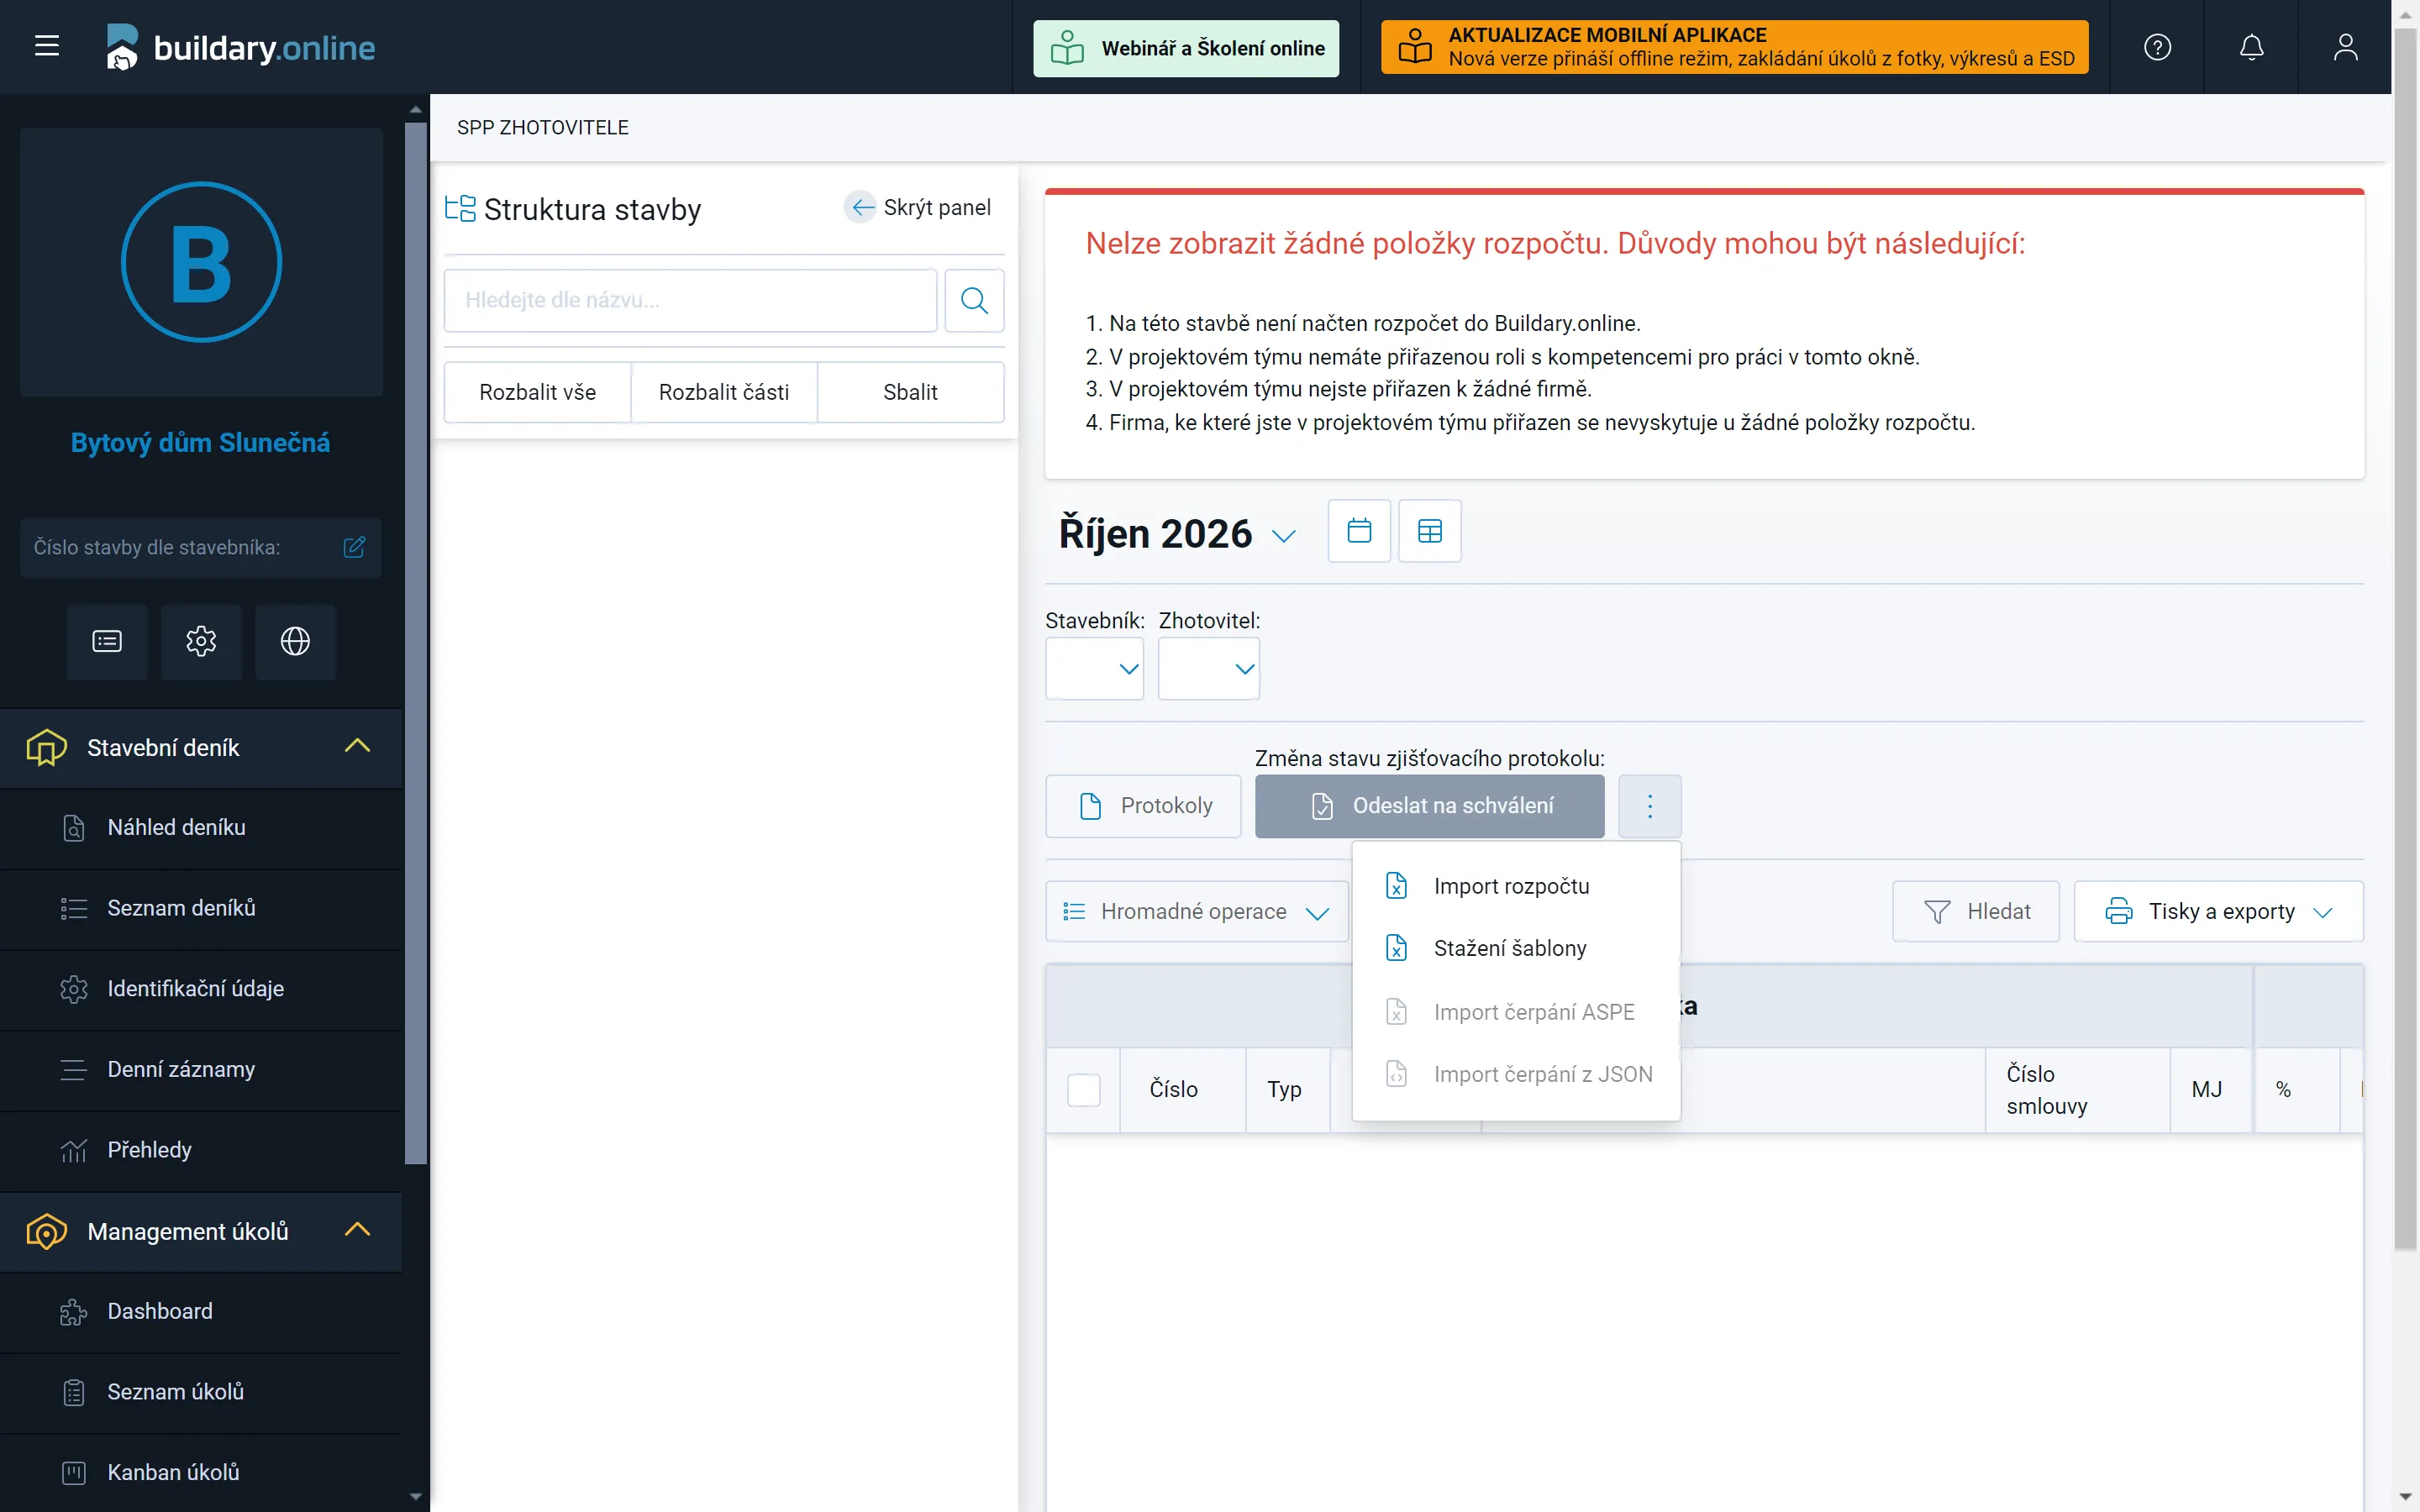 buildary.online
Webinář a Školení online
AKTUALIZACE MOBILNÍ APLIKACE
Nová verze přináší offline režim, zakládání úkolů z fotky, výkresů a ESD
B
Bytový dům Slunečná
Číslo stavby dle stavebníka:
Stavební deník
Náhled deníku
Seznam deníků
Identifikační údaje
Denní záznamy
Přehledy
Management úkolů
Dashboard
Seznam úkolů
Kanban úkolů
SPP ZHOTOVITELE
Struktura stavby
Skrýt panel
Hledejte dle názvu...
Rozbalit vše
Rozbalit části
Sbalit
Nelze zobrazit žádné položky rozpočtu. Důvody mohou být následující:
1. Na této stavbě není načten rozpočet do Buildary.online.
2. V projektovém týmu nemáte přiřazenou roli s kompetencemi pro práci v tomto okně.
3. V projektovém týmu nejste přiřazen k žádné firmě.
4. Firma, ke které jste v projektovém týmu přiřazen se nevyskytuje u žádné položky rozpočtu.
Říjen 2026
Stavebník: Zhotovitel:
Změna stavu zjišťovacího protokolu:
Protokoly
Odeslat na schválení
Import rozpočtu
Stažení šablony
Import čerpání ASPE
Import čerpání z JSON
Hromadné operace
Hledat
Tisky a exporty
Číslo
Typ
Číslo
smlouvy
MJ
%